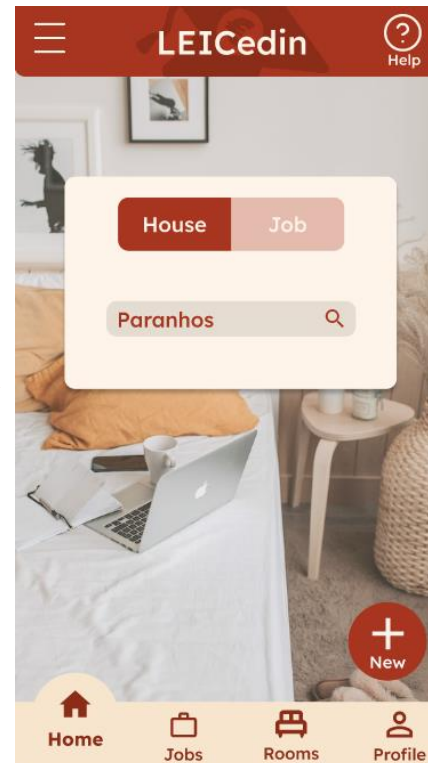 LEICedin
Help
House Job
Paranhos
New
Home Jobs Rooms Profile